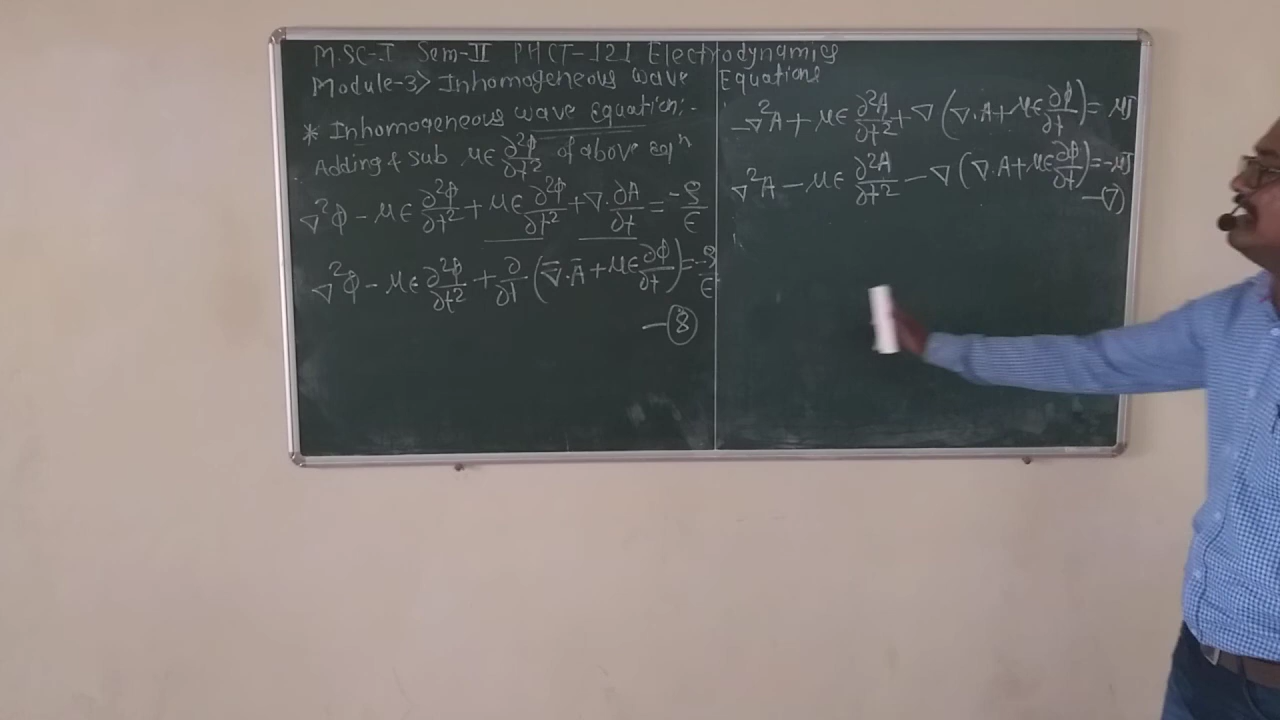 M.SC-I Sem-II PHCT-121 Electrodynamics
Module-3> Inhomogeneous wave Equations
* Inhomogeneous wave Equation:-
Adding & Sub με ∂²φ/∂t² of above eqⁿ
∇²φ - με ∂²φ/∂t² + με ∂²φ/∂t² + ∇·∂A/∂t = -ρ/ε
∇²φ - με ∂²φ/∂t² + ∂/∂t (∇̄·Ā + με ∂φ/∂t) = -ρ/ε
-⑧
-∇²A + με ∂²A/∂t² + ∇(∇·A + με ∂φ/∂t) = μJ
∇²A - με ∂²A/∂t² - ∇(∇·A + με ∂φ/∂t) = -μJ